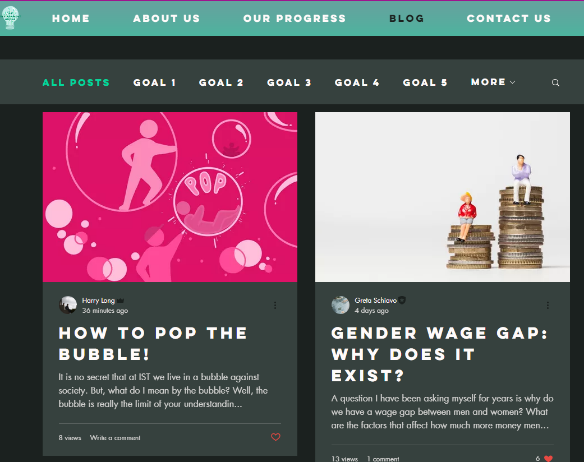 HOME ABOUT US OUR PROGRESS BLOG CONTACT US
ALL POSTS GOAL 1 GOAL 2 GOAL 3 GOAL 4 GOAL 5 MORE
POP
Harry Long
36 minutes ago
HOW TO POP THE
BUBBLE!
It is no secret that at IST we live in a bubble against
society. But, what do I mean by the bubble? Well, the
bubble is really the limit of your understandin...
8 views Write a comment
Greta Schiavo
4 days ago
GENDER WAGE GAP:
WHY DOES IT
EXIST?
A question I have been asking myself for years is why do
we have a wage gap between men and women? What
are the factors that affect how much more money men...
13 views 1 comment 6